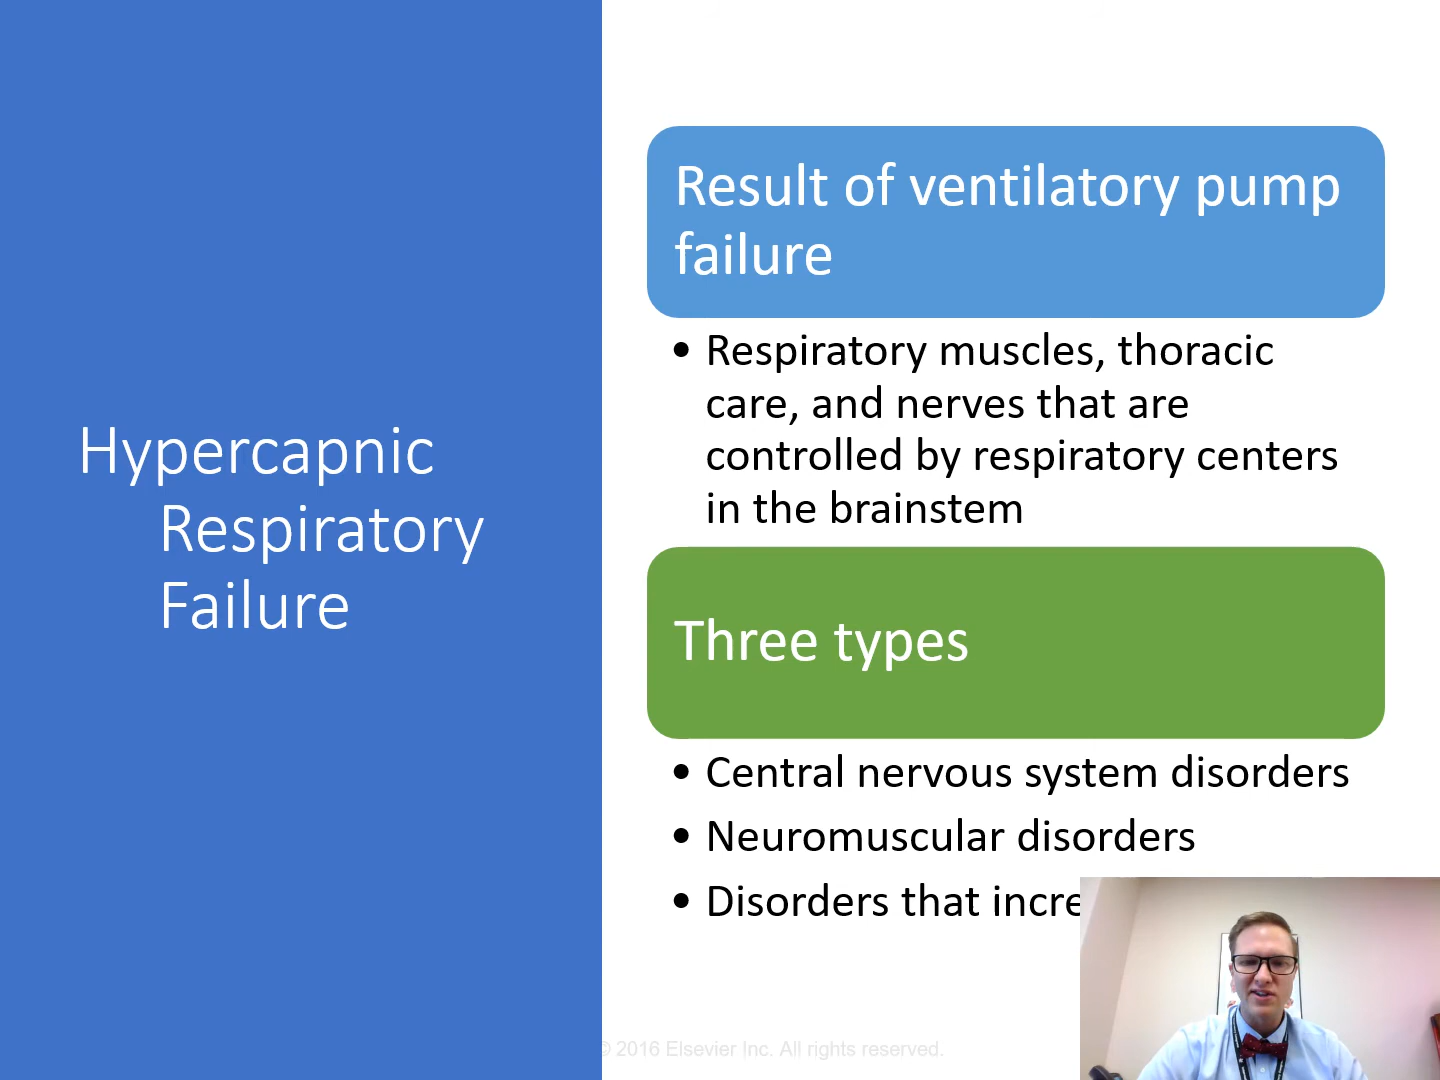 Hypercapnic
Respiratory
Failure
Result of ventilatory pump
failure
• Respiratory muscles, thoracic
care, and nerves that are
controlled by respiratory centers
in the brainstem
Three types
• Central nervous system disorders
• Neuromuscular disorders
• Disorders that incre
© 2016 Elsevier Inc. All rights reserved.